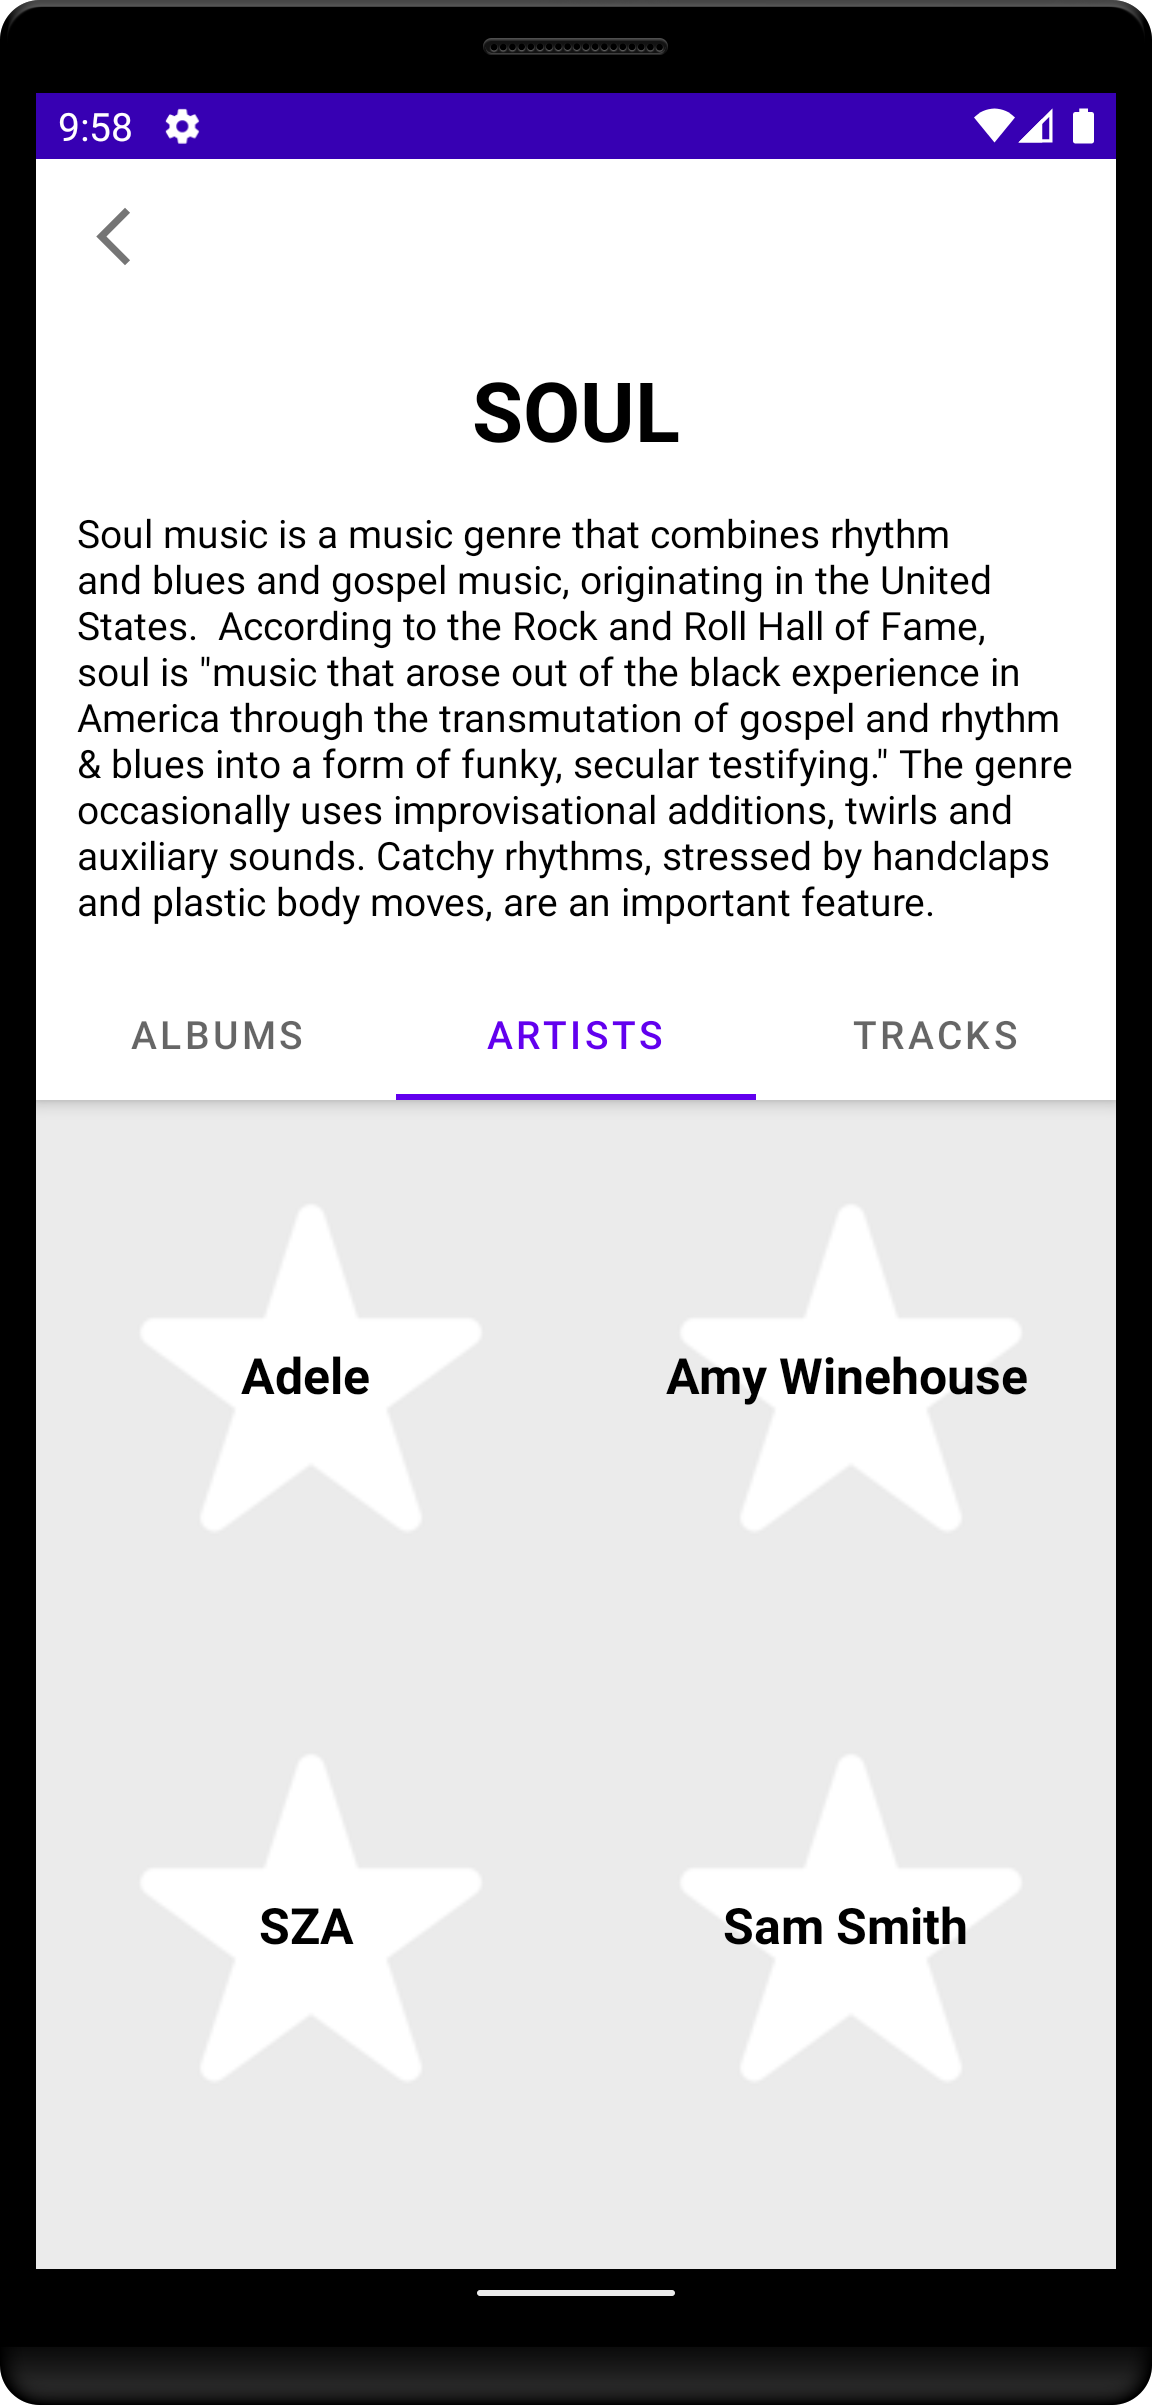 9:58
SOUL
Soul music is a music genre that combines rhythm
and blues and gospel music, originating in the United
States.  According to the Rock and Roll Hall of Fame,
soul is "music that arose out of the black experience in
America through the transmutation of gospel and rhythm
& blues into a form of funky, secular testifying." The genre
occasionally uses improvisational additions, twirls and
auxiliary sounds. Catchy rhythms, stressed by handclaps
and plastic body moves, are an important feature.
ALBUMS ARTISTS TRACKS
Adele Amy Winehouse
SZA Sam Smith